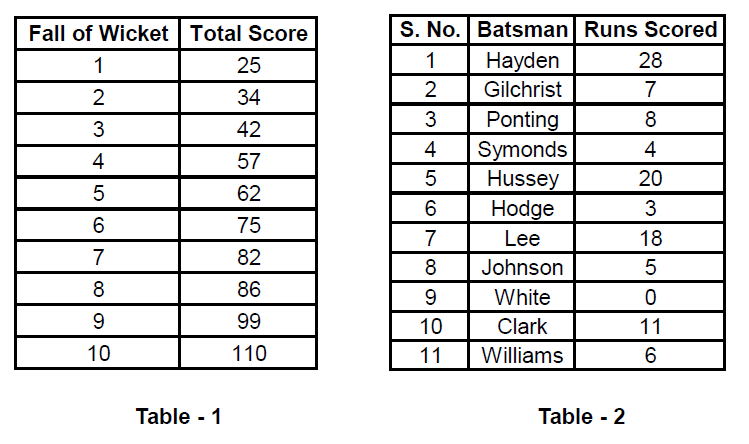 Fall of Wicket Total Score
1 25
2 34
3 42
4 57
5 62
6 75
7 82
8 86
9 99
10 110
Table - 1
S. No. Batsman Runs Scored
1 Hayden 28
2 Gilchrist 7
3 Ponting 8
4 Symonds 4
5 Hussey 20
6 Hodge 3
7 Lee 18
8 Johnson 5
9 White 0
10 Clark 11
11 Williams 6
Table - 2